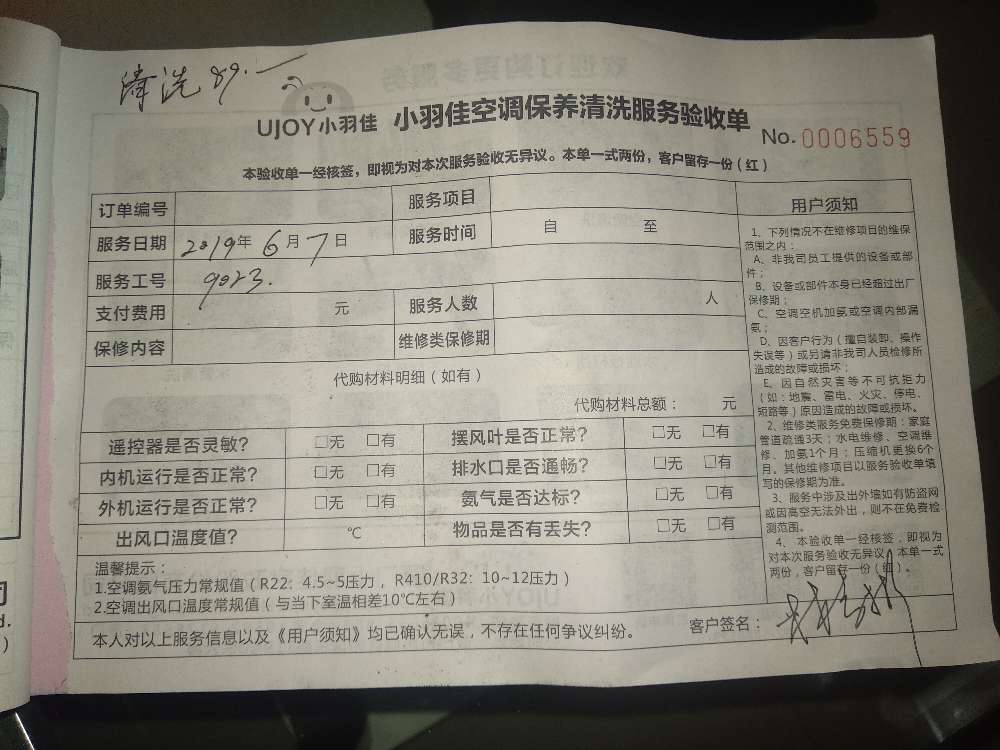 清洗 89.一
UJOY小羽佳 小羽佳空调保养清洗服务验收单
No. 0006559
本验收单一经核签，即视为对本次服务验收无异议。本单一式两份，客户留存一份（红）
订单编号 服务项目
服务日期 2019年 6月 7日 服务时间 自 至
服务工号 9023.
支付费用 元 服务人数 人
保修内容 维修类保修期
代购材料明细（如有）
代购材料总额： 元
遥控器是否灵敏？ □无 □有 摆风叶是否正常？ □无 □有
内机运行是否正常？ □无 □有 排水口是否通畅？ □无 □有
外机运行是否正常？ □无 □有 氨气是否达标？ □无 □有
出风口温度值？ ℃ 物品是否有丢失？ □无 □有
温馨提示：
1.空调氨气压力常规值（R22：4.5~5压力，R410/R32：10~12压力）
2.空调出风口温度常规值（与当下室温相差10℃左右）
本人对以上服务信息以及《用户须知》均已确认无误，不存在任何争议纠纷。 客户签名：
用户须知
1、下列情况不在维修项目的维保
范围之内：
A、非我司员工提供的设备或部
件；
B、设备或部件本身已经超过出厂
保修期；
C、空调空机加氨或空调内部漏
氨；
D、因客户行为（擅自装卸、操作
失误等）或另请非我司人员检修所
造成的故障或损坏；
E、因自然灾害等不可抗拒力
（如：地震、雷电、火灾、停电、
短路等）原因造成的故障或损坏。
2、维修类服务免费保修期：家庭
管道疏通3天；水电维修、空调维
修、加氨1个月；压缩机更换6个
月。其他维修项目以服务验收单填
写的保修期为准。
3、服务中涉及出外墙如有防盗网
或因高空无法外出，则不在免费检
测范围。
4、本验收单一经核签，即视为
对本次服务验收无异议。本单一式
两份，客户留存一份（红）。